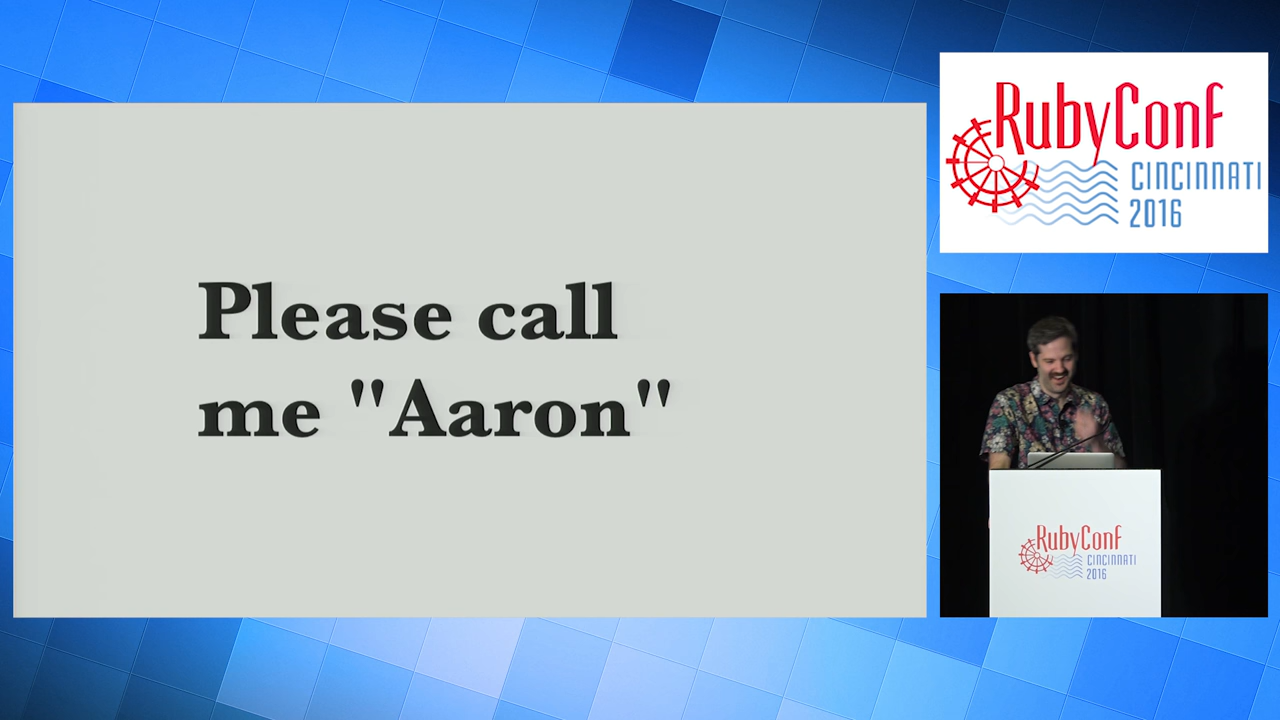 Please call
me "Aaron"
RubyConf
CINCINNATI
2016
RubyConf
CINCINNATI
2016